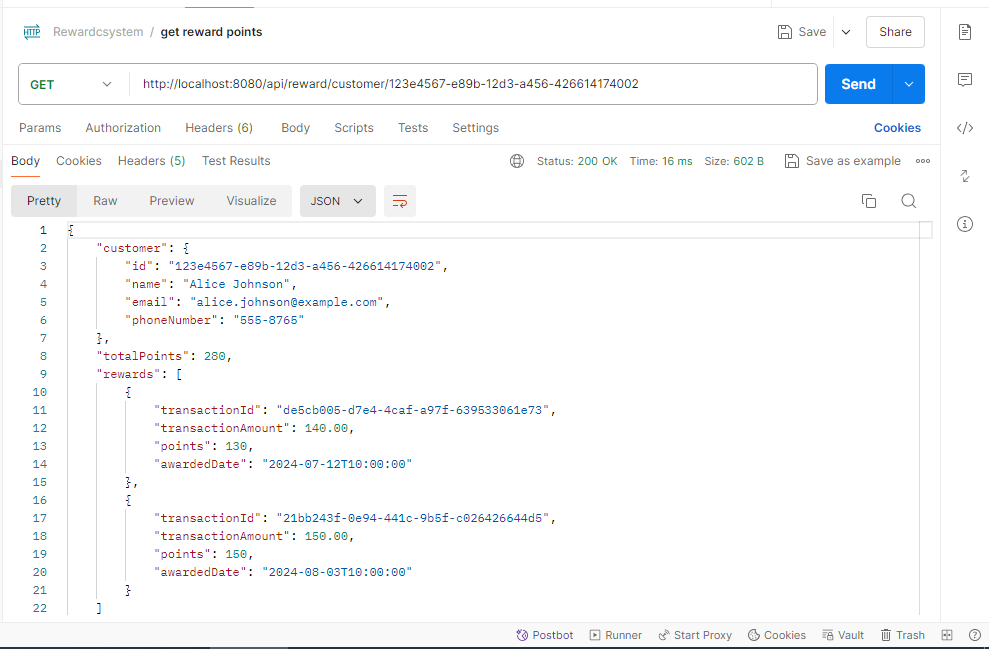 HTTP Rewardcsystem / get reward points Save Share
GET http://localhost:8080/api/reward/customer/123e4567-e89b-12d3-a456-426614174002 Send
Params Authorization Headers (6) Body Scripts Tests Settings Cookies
Body Cookies Headers (5) Test Results Status: 200 OK Time: 16 ms Size: 602 B Save as example
Pretty Raw Preview Visualize JSON
1 {
2 "customer": {
3 "id": "123e4567-e89b-12d3-a456-426614174002",
4 "name": "Alice Johnson",
5 "email": "alice.johnson@example.com",
6 "phoneNumber": "555-8765"
7 },
8 "totalPoints": 280,
9 "rewards": [
10 {
11 "transactionId": "de5cb005-d7e4-4caf-a97f-639533061e73",
12 "transactionAmount": 140.00,
13 "points": 130,
14 "awardedDate": "2024-07-12T10:00:00"
15 },
16 {
17 "transactionId": "21bb243f-0e94-441c-9b5f-c026426644d5",
18 "transactionAmount": 150.00,
19 "points": 150,
20 "awardedDate": "2024-08-03T10:00:00"
21 }
22 ]
Postbot Runner Start Proxy Cookies Vault Trash